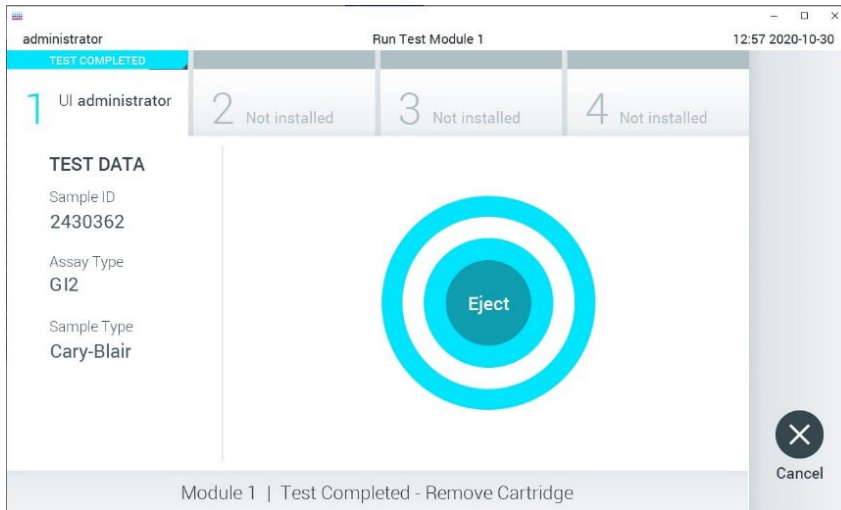 administrator Run Test Module 1 12:57 2020-10-30
TEST COMPLETED
1 UI administrator 2 Not installed 3 Not installed 4 Not installed
TEST DATA
Sample ID
2430362
Assay Type
GI2
Sample Type
Cary-Blair
Eject
Cancel
Module 1 | Test Completed - Remove Cartridge